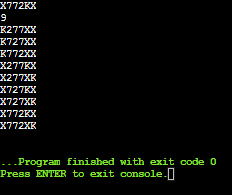 X772KX
9
K277XX
K727XX
K772XX
X277KX
X277XK
X727KX
X727XK
X772KX
X772XK
...Program finished with exit code 0
Press ENTER to exit console.